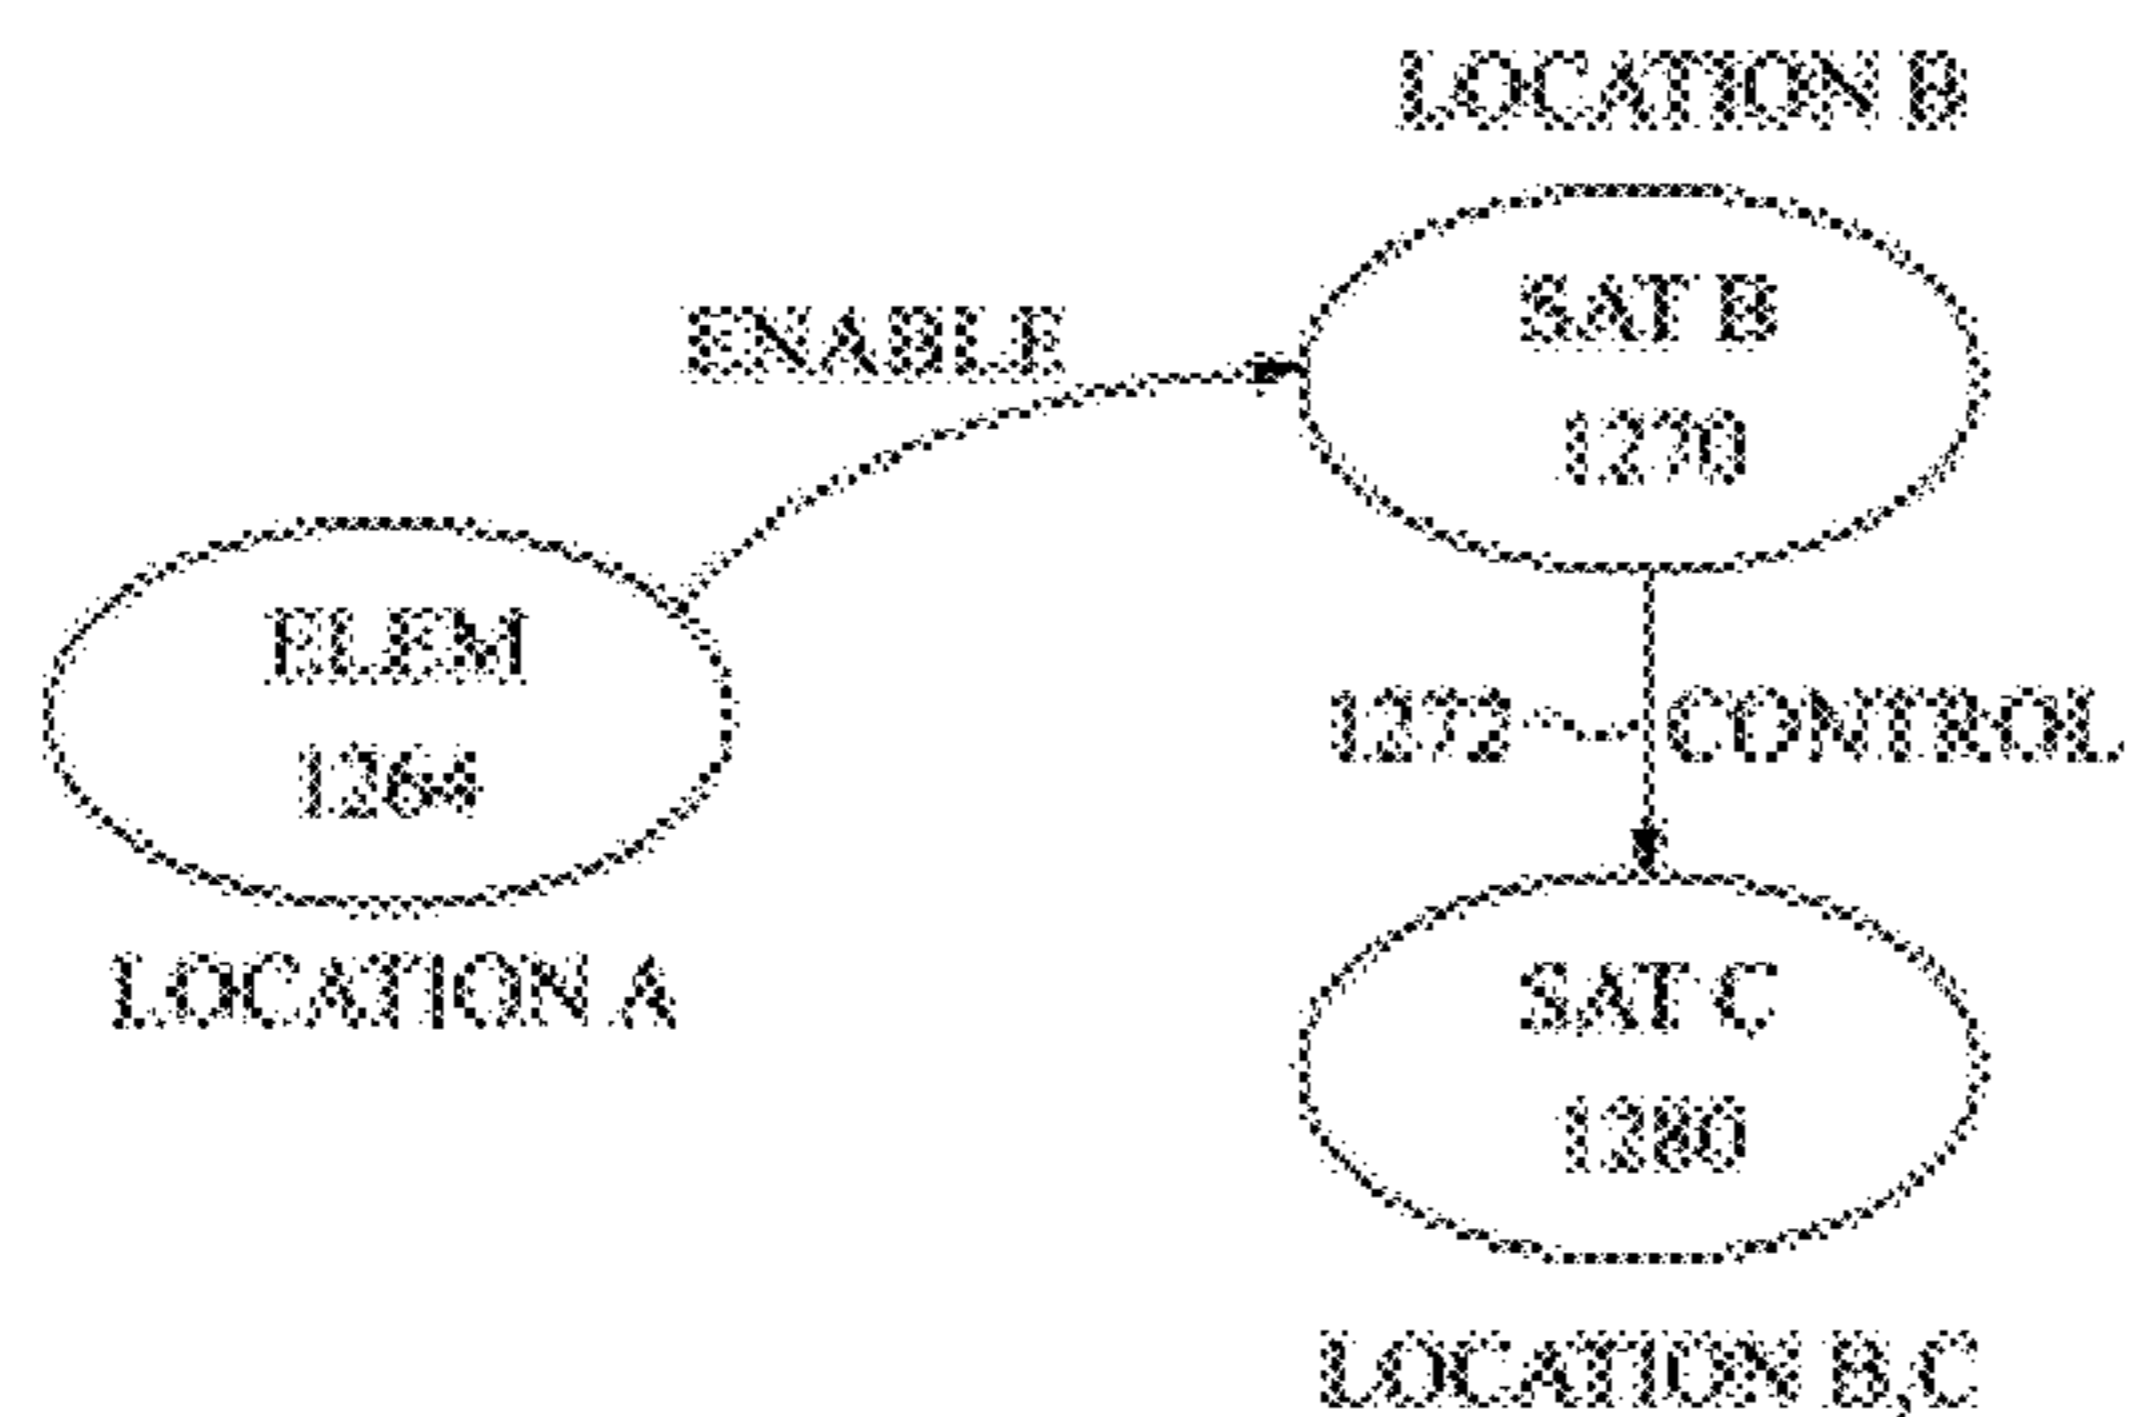 LOCATION B
SAT B
1270
ENABLE
ELEM
1264
LOCATION A
1272
CONTROL
SAT C
1280
LOCATION B,C